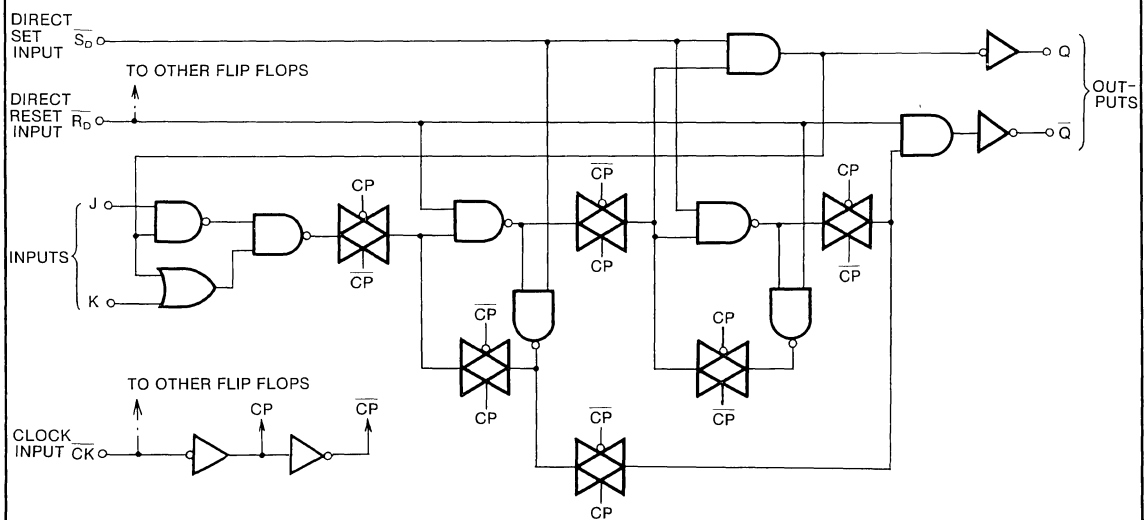 DIRECT
SET
INPUT S̅D̅
TO OTHER FLIP FLOPS
DIRECT
RESET
INPUT R̅D̅
Q
Q̅
OUT-
PUTS
J
INPUTS
K
CP
C̅P̅
C̅P̅
CP
CP
C̅P̅
C̅P̅
CP
CP
C̅P̅
C̅P̅
CP
TO OTHER FLIP FLOPS
CP
C̅P̅
CLOCK
INPUT C̅K̅